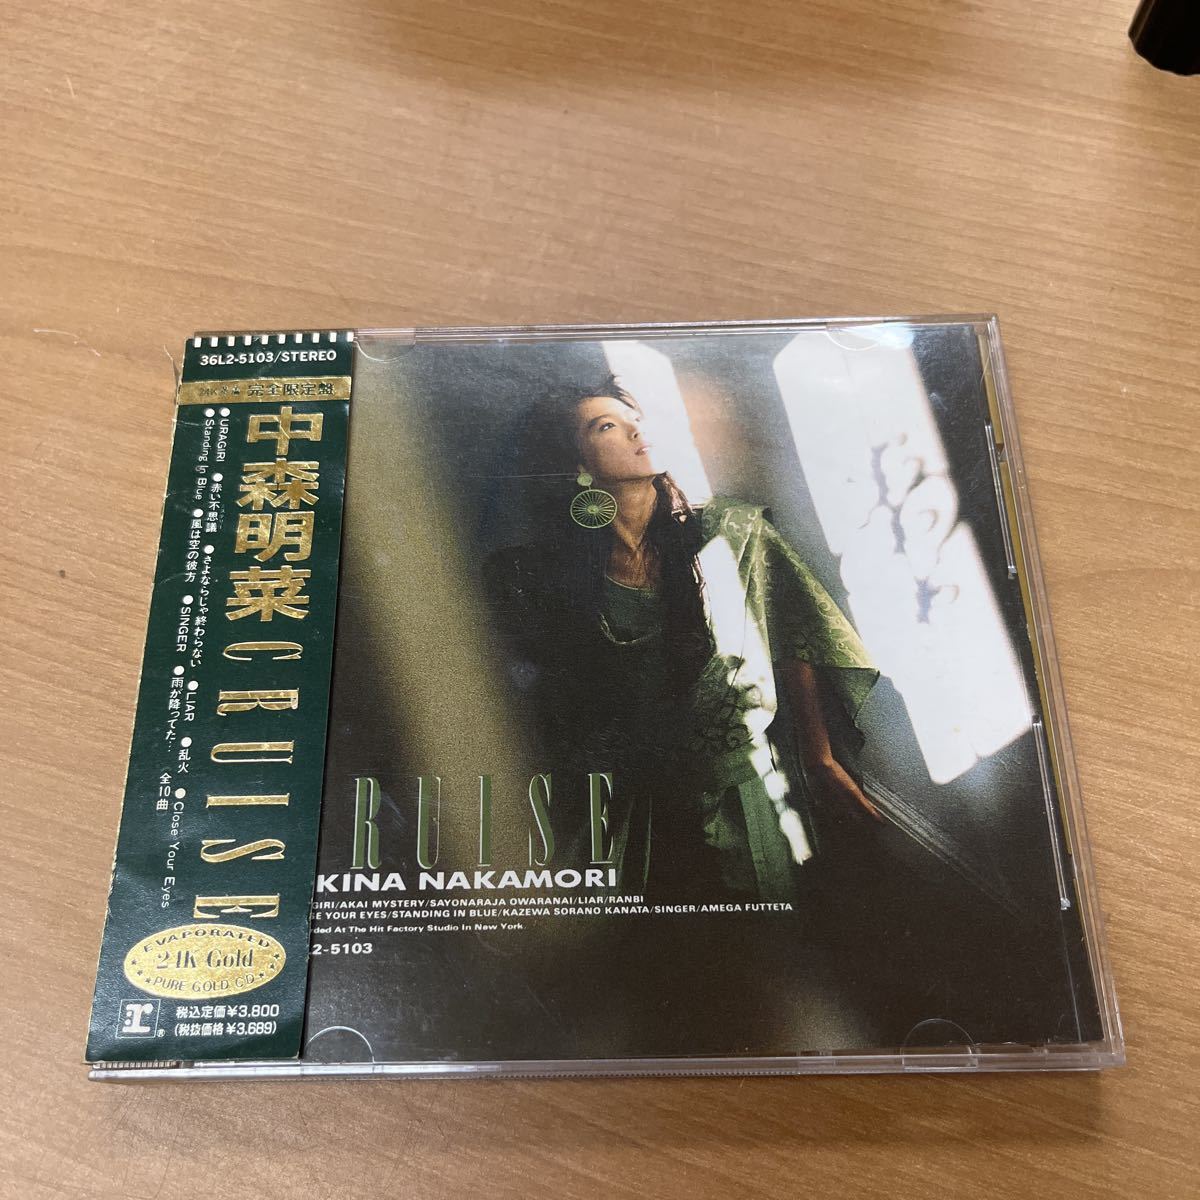 36L2-5103/STEREO
完全限定盤
中森明菜 CRUISE
●URAGIRI ●赤い不思議 ●さよならじゃ終わらない ●LIAR ●乱火 ●Close Your Eyes
●Standing In Blue ●風は空の彼方 ●SINGER ●雨が降ってた… 全10曲
EVAPORATED
24K Gold
PURE GOLD CD
r®
税込定価¥3,800
(税抜価格¥3,689)
RUISE
KINA NAKAMORI
GIRI/AKAI MYSTERY/SAYONARAJA OWARANAI/LIAR/RANBI
SE YOUR EYES/STANDING IN BLUE/KAZEWA SORANO KANATA/SINGER/AMEGA FUTTETA
rded At The Hit Factory Studio In New York.
2-5103